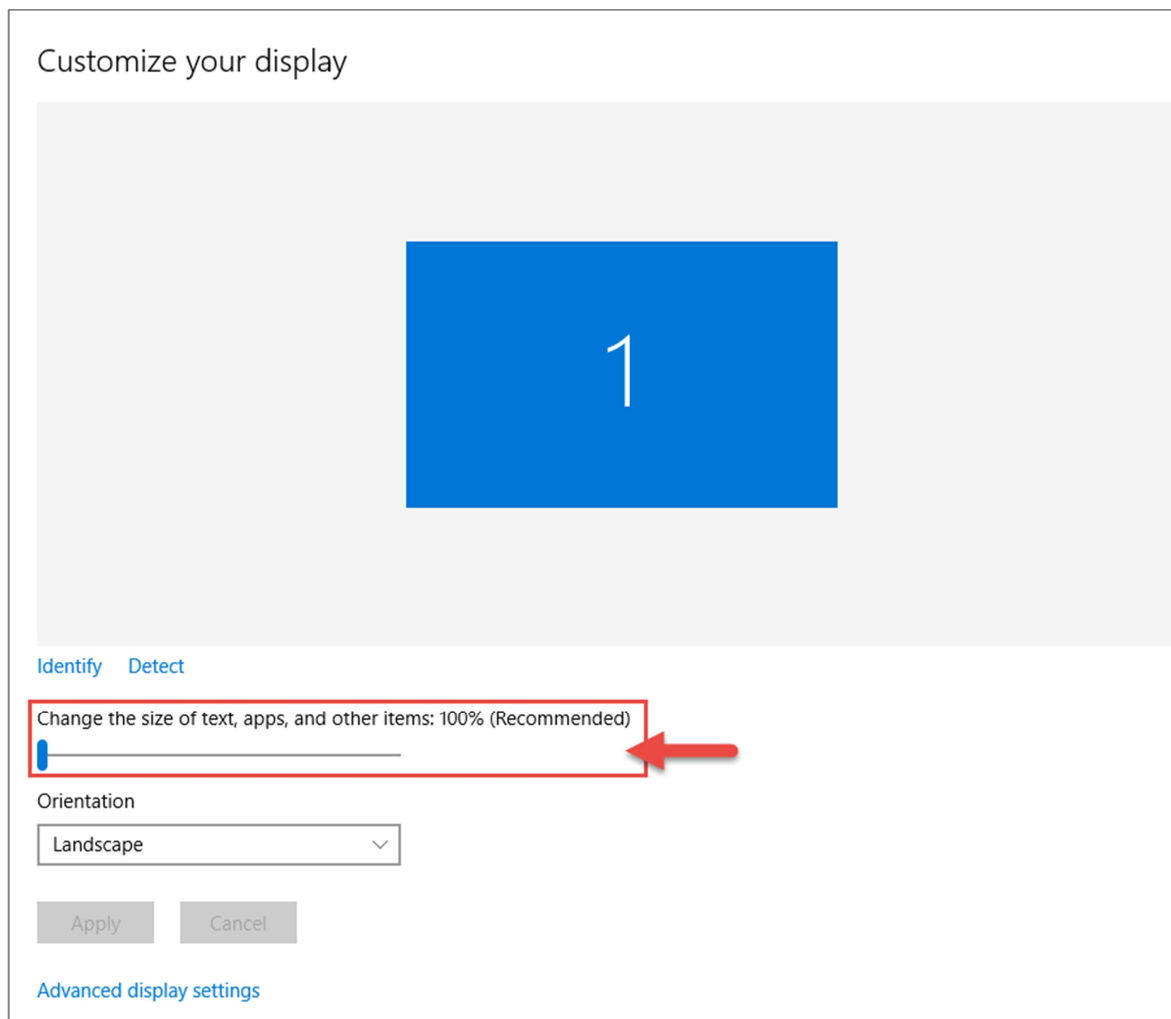 Customize your display
1
Identify Detect
Change the size of text, apps, and other items: 100% (Recommended)
Orientation
Landscape
Apply Cancel
Advanced display settings